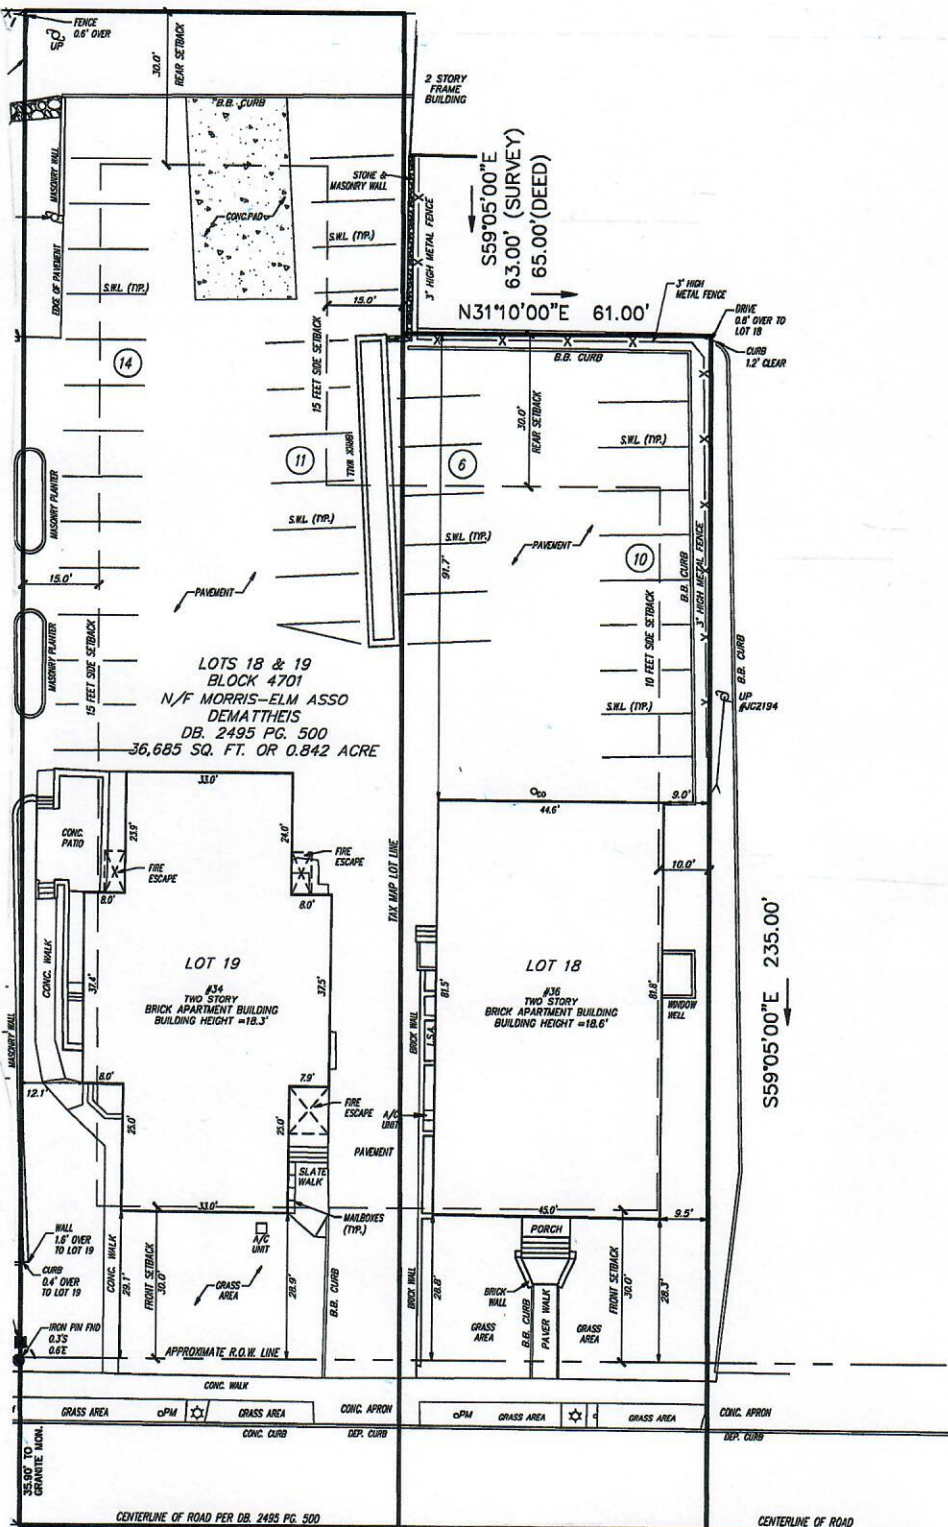 FENCE
0.6' OVER
UP
30.0'
REAR SETBACK
B.B. CURB
2 STORY
FRAME
BUILDING
MASONRY WALL
EDGE OF PAVEMENT
CONC.PAD
STONE &
MASONRY WALL
S.W.L (TYP.)
S.W.L (TYP.)
3' HIGH METAL FENCE
S59°05'00"E
63.00' (SURVEY)
65.00'(DEED)
N31°10'00"E 61.00'
3' HIGH
METAL FENCE
DRIVE
0.8' OVER TO
LOT 18
CURB
1.2' CLEAR
15.0'
15 FEET SIDE SETBACK
14
B.B. CURB
30.0'
REAR SETBACK
BRICK WALL
11
6
S.W.L (TYP.)
MASONRY PLANTER
S.W.L (TYP.)
S.W.L (TYP.)
91.7'
PAVEMENT
10
B.B. CURB
3' HIGH METAL FENCE
15.0'
PAVEMENT
MASONRY PLANTER
15 FEET SIDE SETBACK
10 FEET SIDE SETBACK
B.B. CURB
LOTS 18 & 19
BLOCK 4701
N/F MORRIS-ELM ASSO
DEMATTHEIS
DB. 2495 PG. 500
36,685 SQ. FT. OR 0.842 ACRE
S.W.L (TYP.)
UP
#JC2194
33.0'
CO
44.6'
9.0'
CONC.
PATIO
23.9'
24.0'
FIRE
ESCAPE
FIRE
ESCAPE
8.0'
8.0'
TAX MAP LOT LINE
10.0'
S59°05'00"E 235.00'
CONC. WALK
37.4'
LOT 19
#34
TWO STORY
BRICK APARTMENT BUILDING
BUILDING HEIGHT =18.3'
37.5'
BRICK WALL
L.S.A.
81.5'
LOT 18
#36
TWO STORY
BRICK APARTMENT BUILDING
BUILDING HEIGHT =18.6'
81.8'
WINDOW
WELL
MASONRY WALL
8.0'
12.1'
7.9'
25.0'
25.0'
FIRE
ESCAPE
A/C
UNIT
PAVEMENT
SLATE
WALK
33.0'
MAILBOXES
(TYP.)
45.0'
9.5'
PORCH
WALL
1.6' OVER
TO LOT 19
CURB
0.4' OVER
TO LOT 19
CONC. WALK
29.1'
FRONT SETBACK
30.0'
A/C
UNIT
GRASS
AREA
28.9'
B.B. CURB
BRICK WALL
28.8'
BRICK
WALL
GRASS
AREA
B.B. CURB
PAVER WALK
GRASS
AREA
FRONT SETBACK
30.0'
28.3'
IRON PIN FND
0.3'S
0.6'E
APPROXIMATE R.O.W. LINE
CONC. WALK
GRASS AREA
PM
GRASS AREA
CONC. APRON
PM
GRASS AREA
GRASS AREA
CONC. APRON
CONC. CURB
DEP. CURB
DEP. CURB
35.90' TO
GRANITE MON.
CENTERLINE OF ROAD PER DB. 2495 PG. 500
CENTERLINE OF ROAD